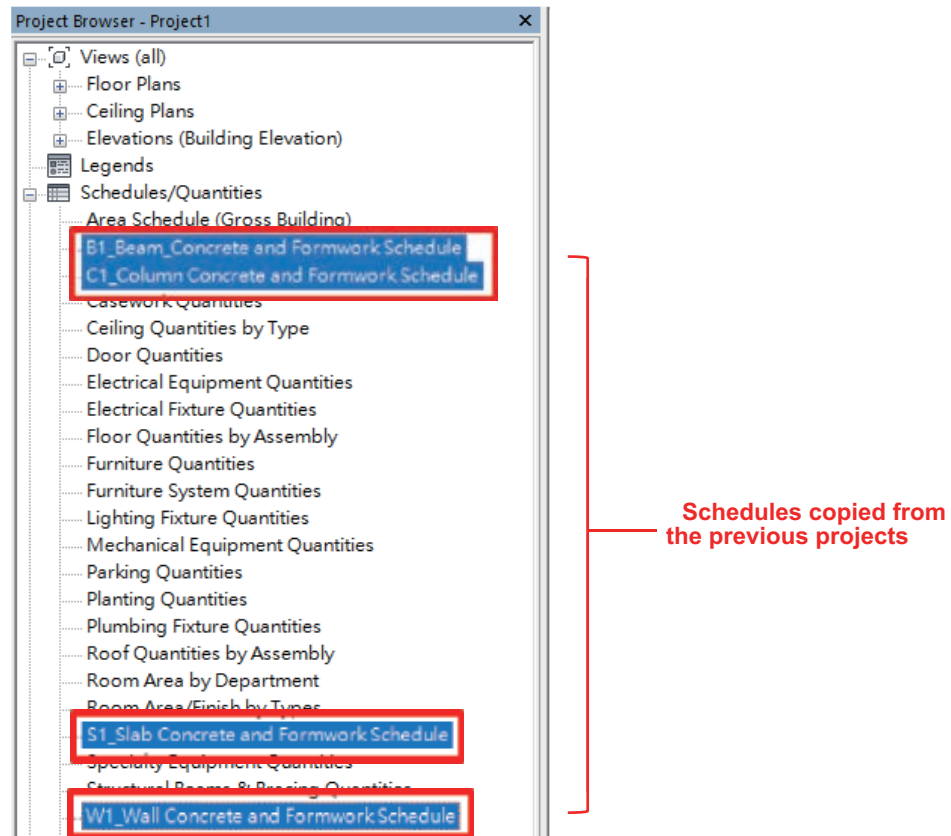 Project Browser - Project1
Views (all)
Floor Plans
Ceiling Plans
Elevations (Building Elevation)
Legends
Schedules/Quantities
Area Schedule (Gross Building)
B1_Beam_Concrete and Formwork Schedule
C1_Column Concrete and Formwork Schedule
Casework Quantities
Ceiling Quantities by Type
Door Quantities
Electrical Equipment Quantities
Electrical Fixture Quantities
Floor Quantities by Assembly
Furniture Quantities
Furniture System Quantities
Lighting Fixture Quantities
Mechanical Equipment Quantities
Parking Quantities
Planting Quantities
Plumbing Fixture Quantities
Roof Quantities by Assembly
Room Area by Department
Room Area/Finish by Types
S1_Slab Concrete and Formwork Schedule
Specialty Equipment Quantities
Structural Beams & Bracing Quantities
W1_Wall Concrete and Formwork Schedule
Schedules copied from
the previous projects